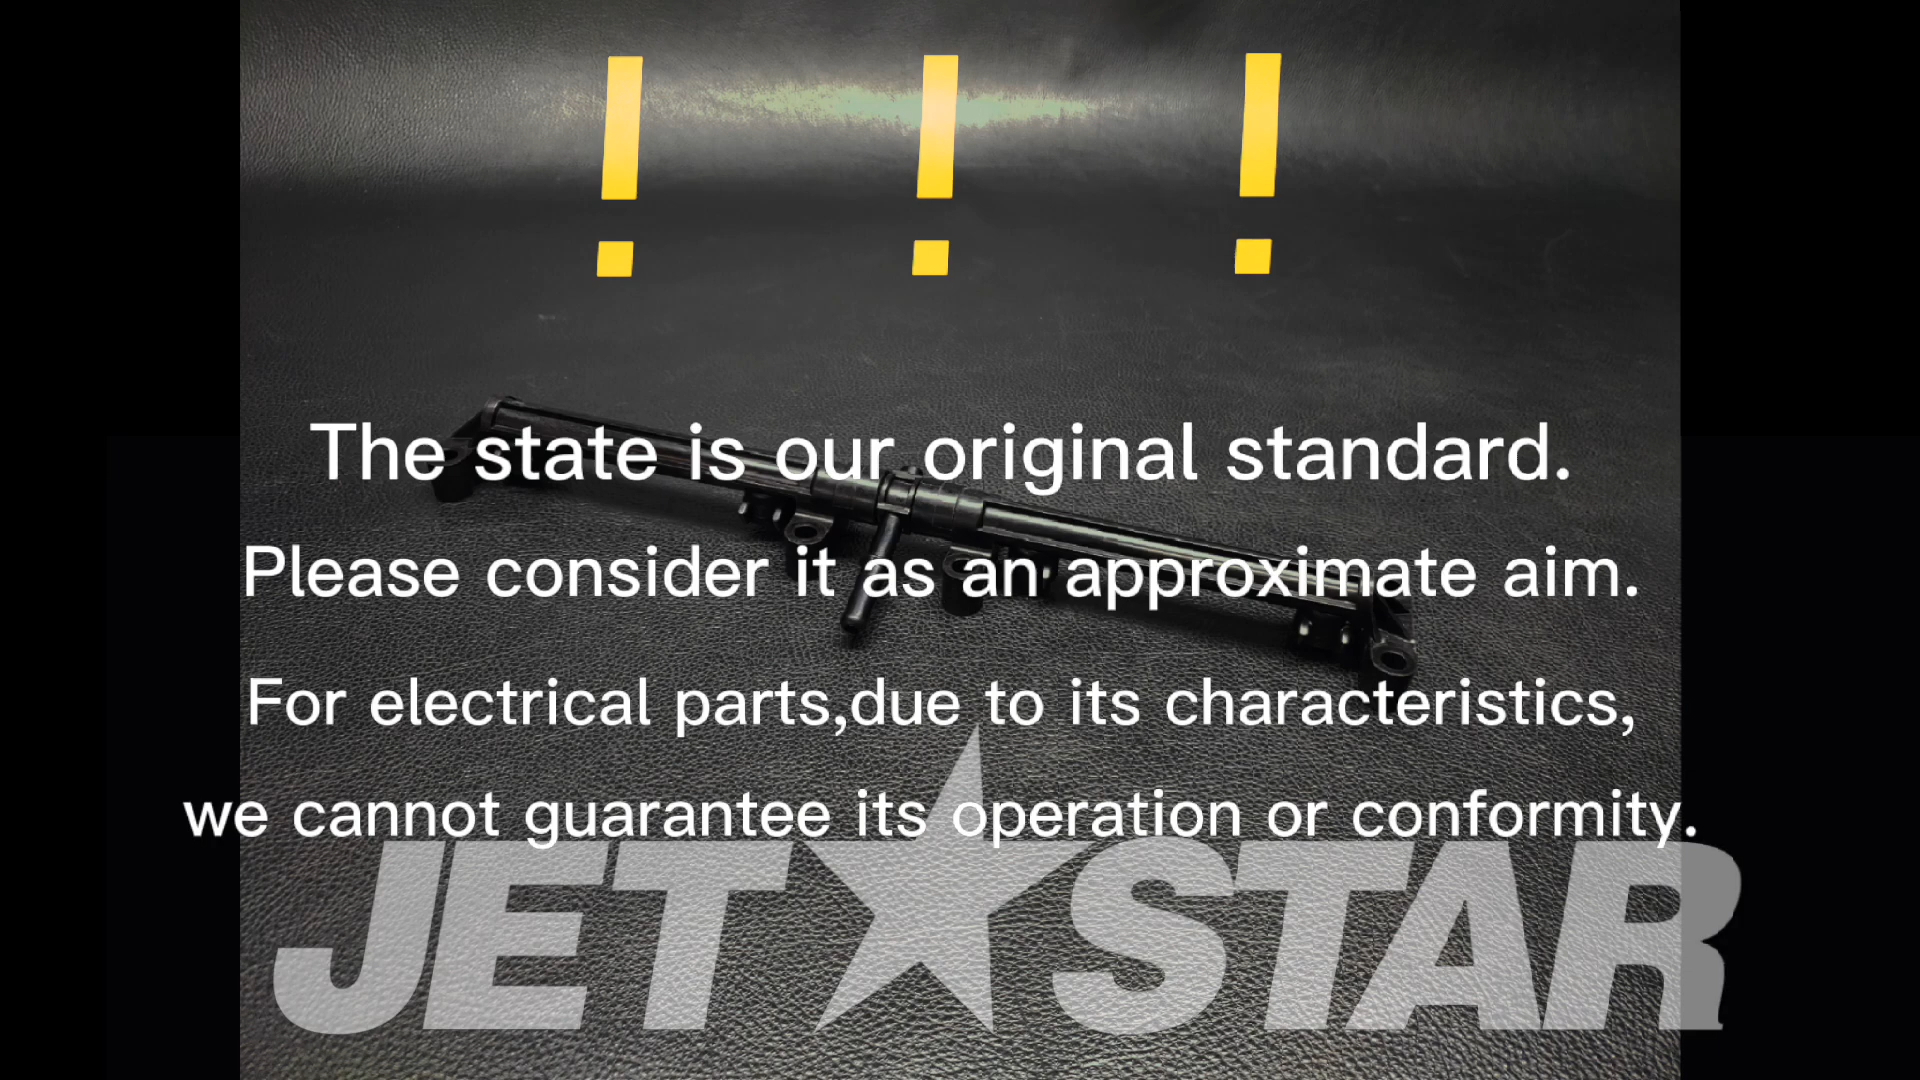 ! ! !
The state is our original standard.
Please consider it as an approximate aim.
For electrical parts,due to its characteristics,
we cannot guarantee its operation or conformity.
JET★STAR